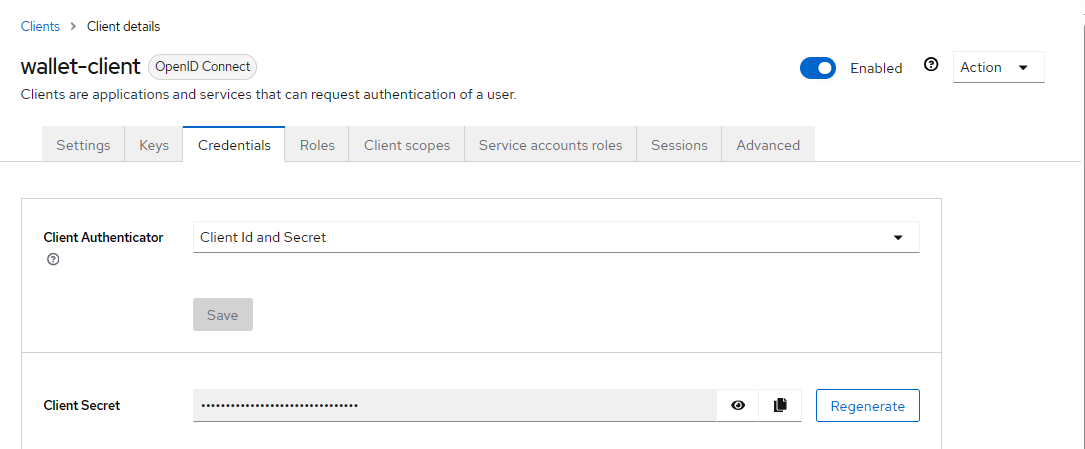 Clients > Client details
wallet-client OpenID Connect
Enabled
Action
Clients are applications and services that can request authentication of a user.
Settings Keys Credentials Roles Client scopes Service accounts roles Sessions Advanced
Client Authenticator
Client Id and Secret
Save
Client Secret
••••••••••••••••••••••••••••••••
Regenerate